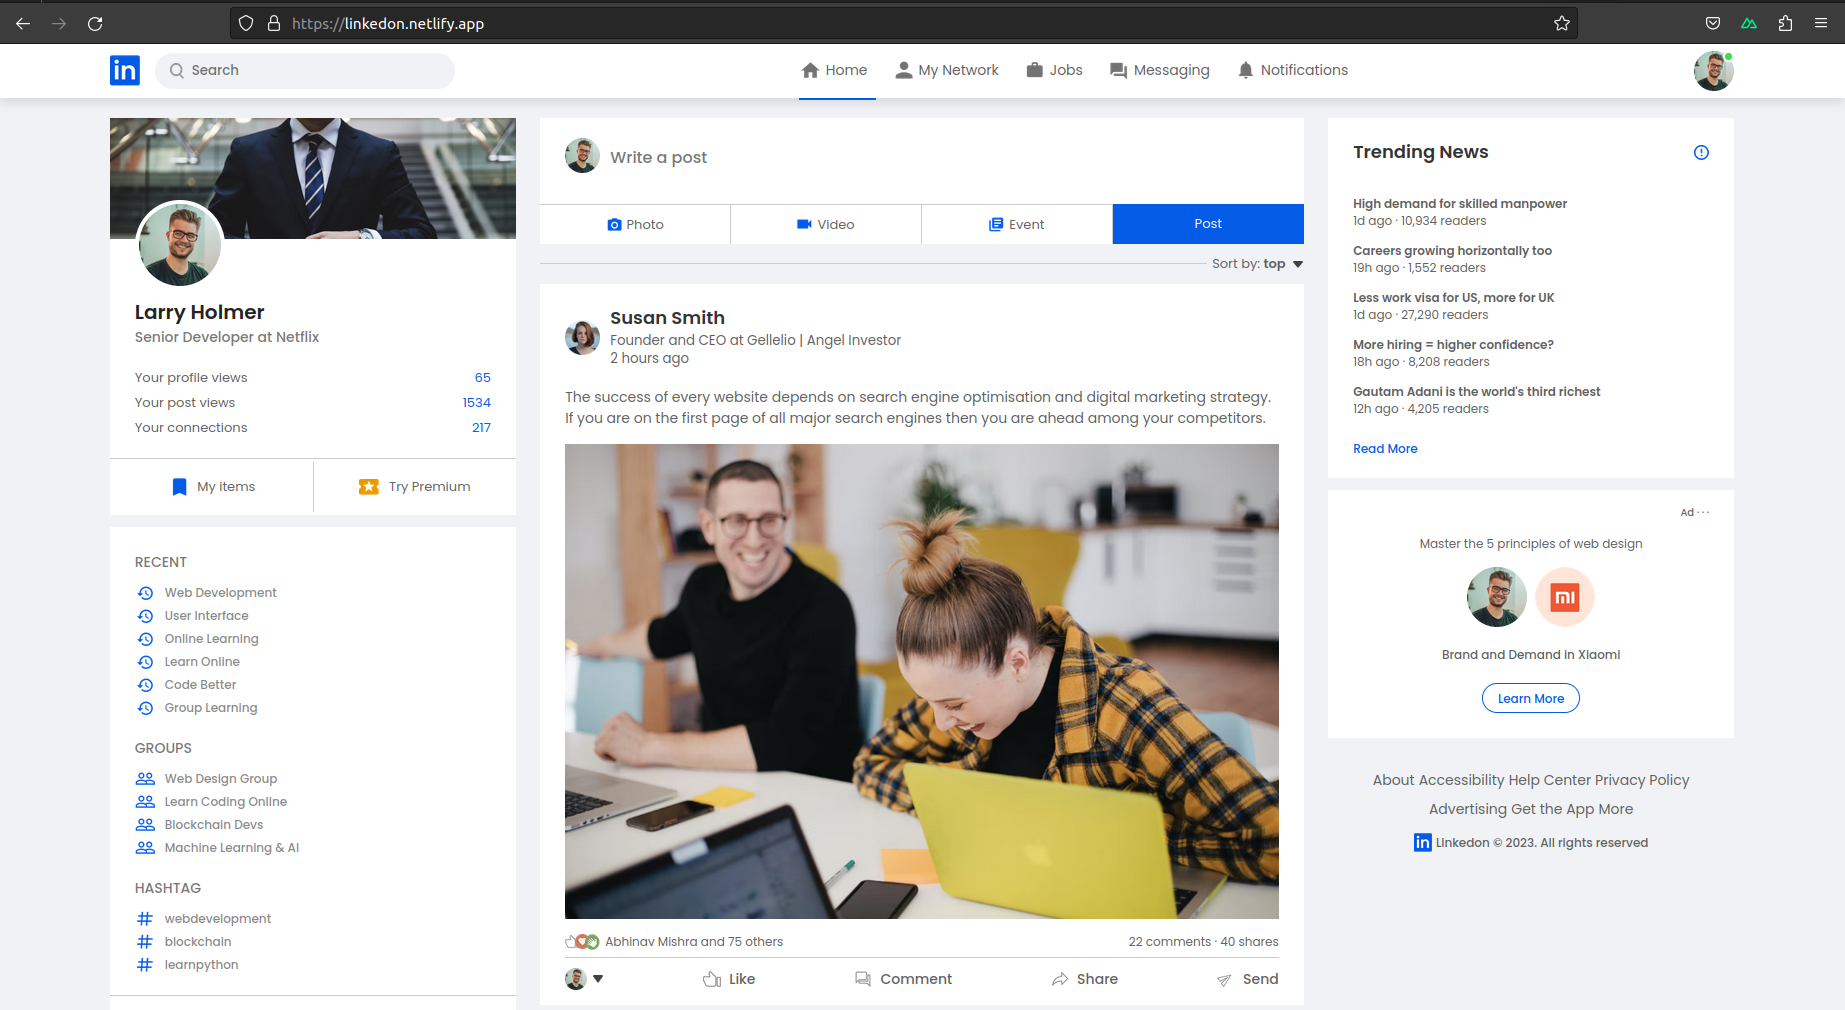 https://linkedon.netlify.app
in
Search
Home
My Network
Jobs
Messaging
Notifications
Larry Holmer
Senior Developer at Netflix
Your profile views 65
Your post views 1534
Your connections 217
My items
Try Premium
RECENT
Web Development
User Interface
Online Learning
Learn Online
Code Better
Group Learning
GROUPS
Web Design Group
Learn Coding Online
Blockchain Devs
Machine Learning & AI
HASHTAG
# webdevelopment
# blockchain
# learnpython
Write a post
Photo
Video
Event
Post
Sort by: top
Susan Smith
Founder and CEO at Gellelio | Angel Investor
2 hours ago
The success of every website depends on search engine optimisation and digital marketing strategy.
If you are on the first page of all major search engines then you are ahead among your competitors.
Abhinav Mishra and 75 others
22 comments · 40 shares
Like
Comment
Share
Send
Trending News
High demand for skilled manpower
1d ago · 10,934 readers
Careers growing horizontally too
19h ago · 1,552 readers
Less work visa for US, more for UK
1d ago · 27,290 readers
More hiring = higher confidence?
18h ago · 8,208 readers
Gautam Adani is the world's third richest
12h ago · 4,205 readers
Read More
Ad ···
Master the 5 principles of web design
mi
Brand and Demand in Xiaomi
Learn More
About Accessibility Help Center Privacy Policy
Advertising Get the App More
in Linkedon © 2023. All rights reserved